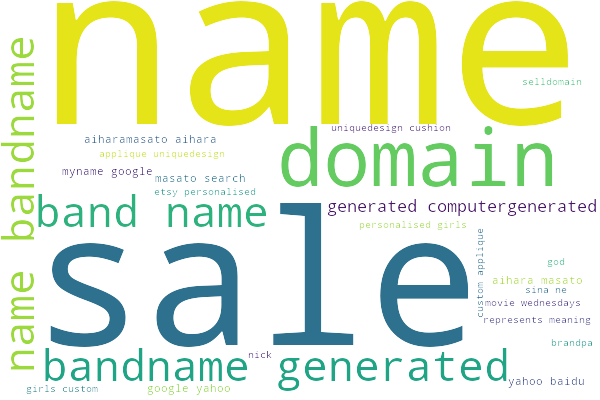 name
selldomain
name bandname
aiharamasato aihara
uniquedesign cushion
applique uniquedesign
domain
myname google
masato search
etsy personalised
band name
generated computergenerated
sale
personalised girls
custom applique
god
aihara masato
sina ne
movie wednesdays
represents meaning
brandpa
nick
bandname generated
yahoo baidu
girls custom
google yahoo